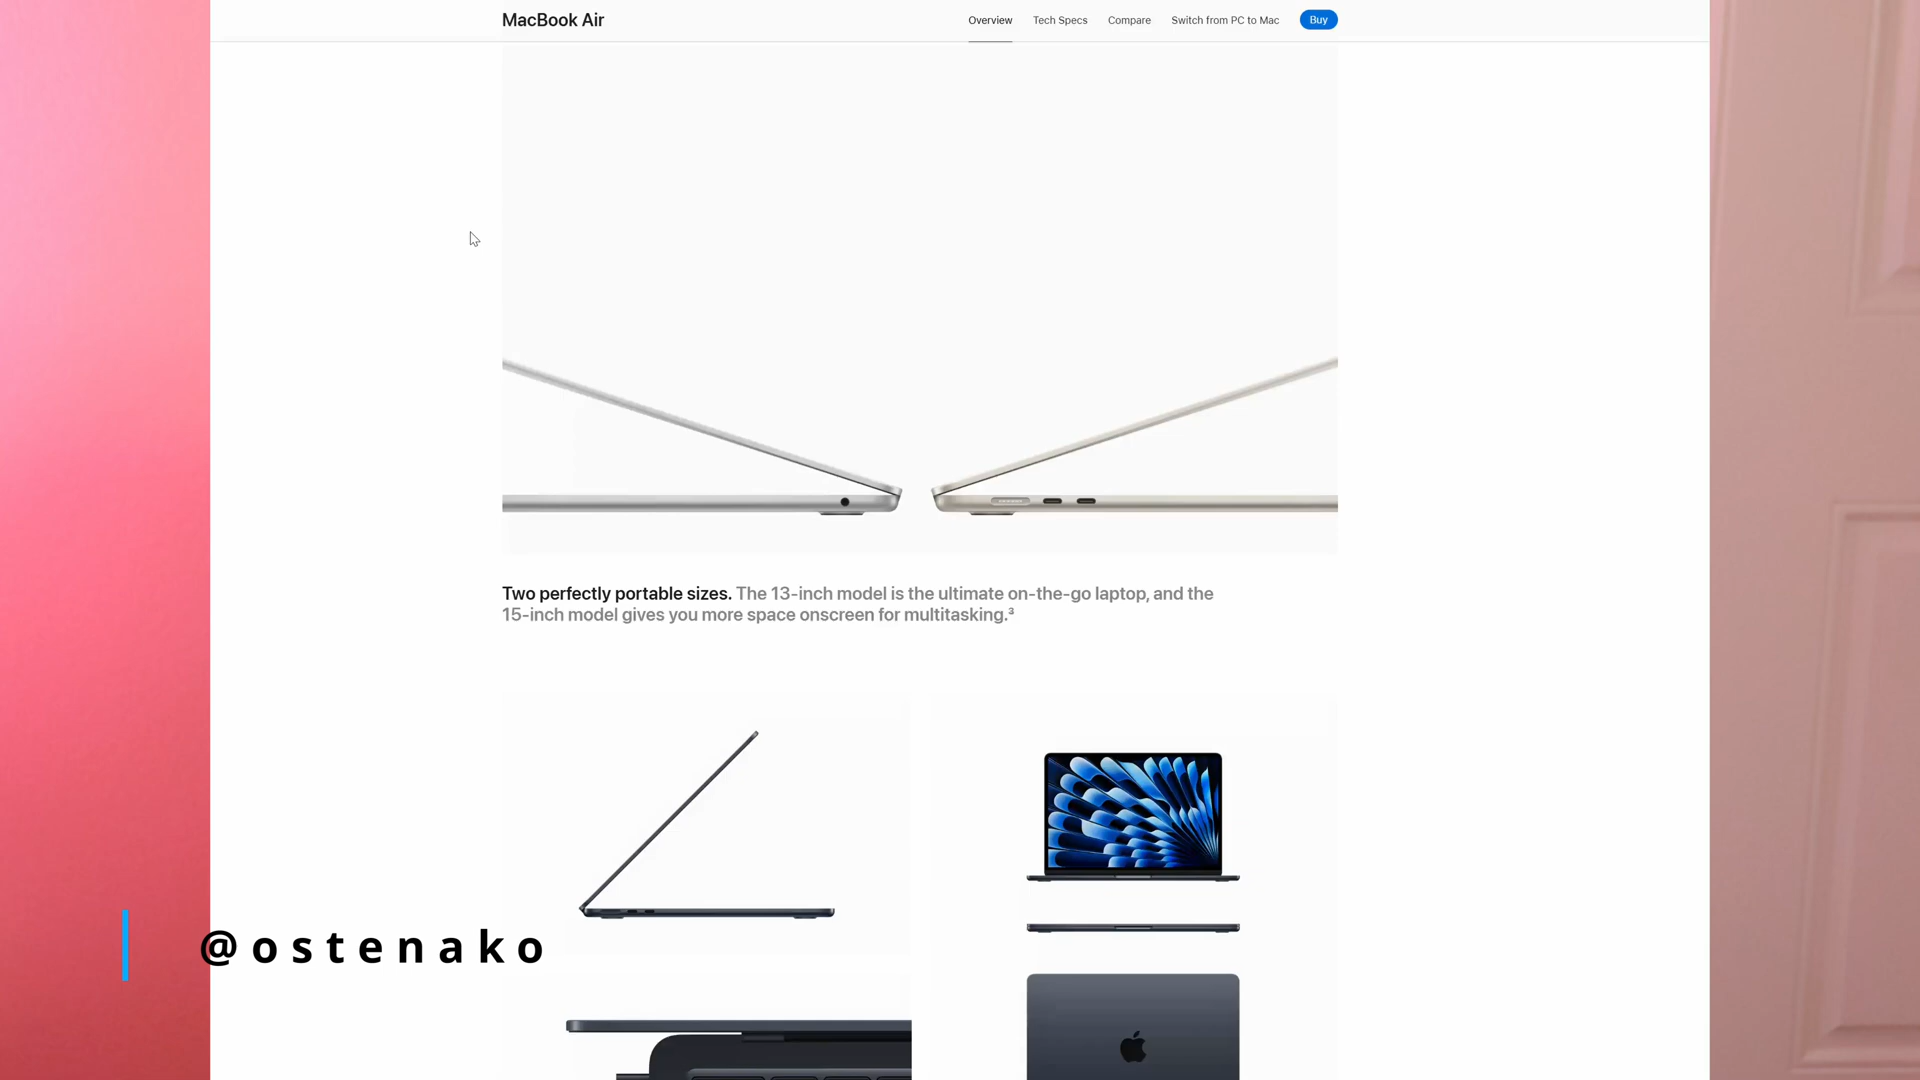 MacBook Air
Overview
Tech Specs
Compare
Switch from PC to Mac
Buy
Two perfectly portable sizes. The 13-inch model is the ultimate on-the-go laptop, and the
15-inch model gives you more space onscreen for multitasking.³
@ostenako